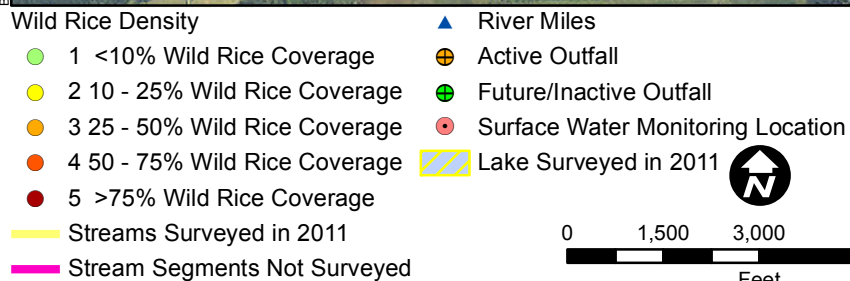 Wild Rice Density
1 <10% Wild Rice Coverage
2 10 - 25% Wild Rice Coverage
3 25 - 50% Wild Rice Coverage
4 50 - 75% Wild Rice Coverage
5 >75% Wild Rice Coverage
Streams Surveyed in 2011
Stream Segments Not Surveyed
River Miles
Active Outfall
Future/Inactive Outfall
Surface Water Monitoring Location
Lake Surveyed in 2011
N
0 1,500 3,000
Feet